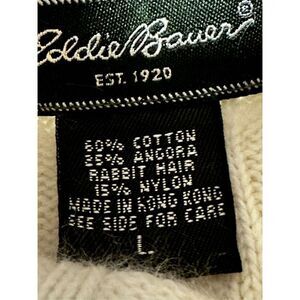 Eddie Bauer®
EST. 1920
60% COTTON
25% ANGORA
RABBIT HAIR
15% NYLON
MADE IN HONG KONG
SEE SIDE FOR CARE
L